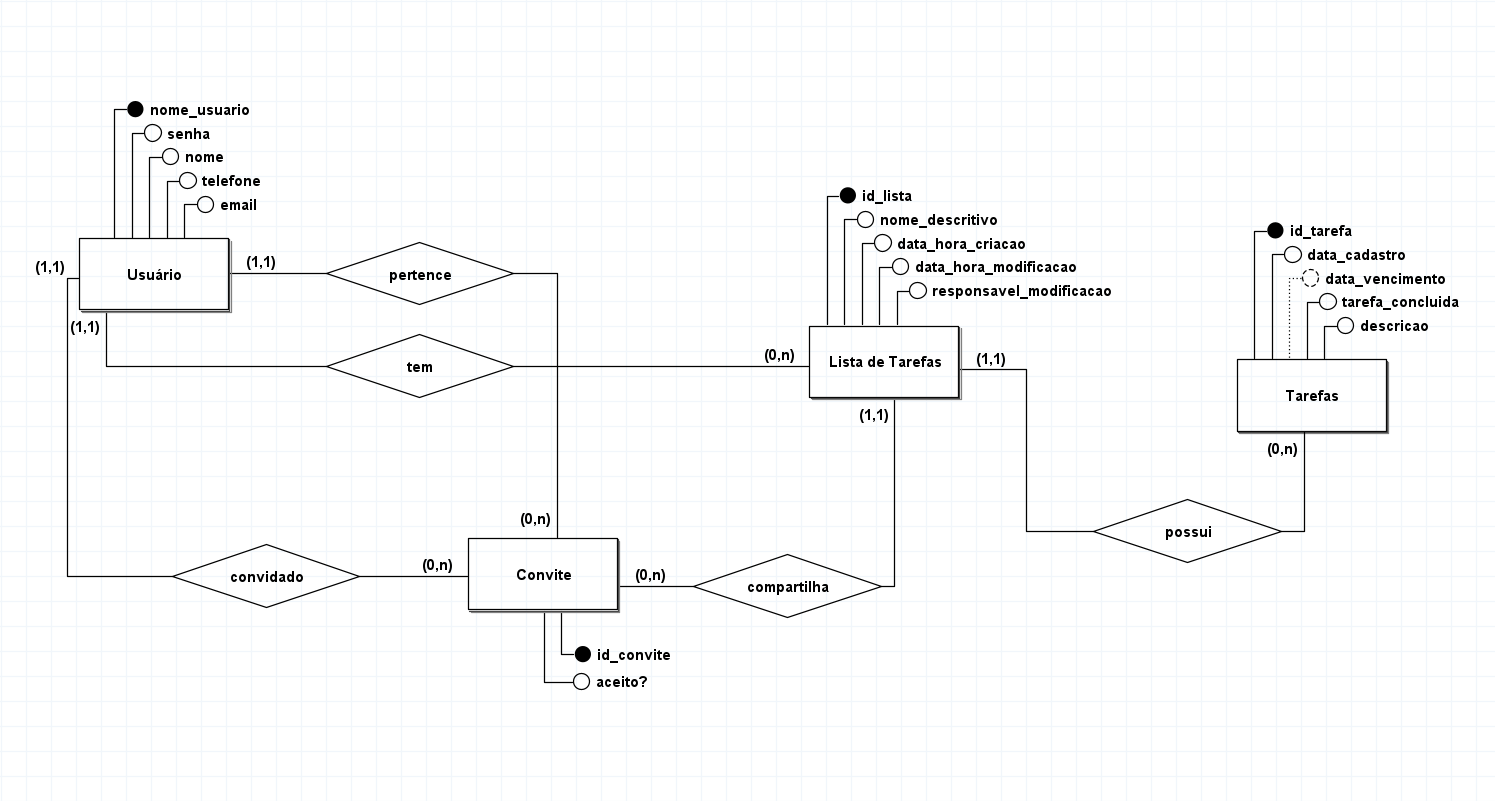 nome_usuario
senha
nome
telefone
email
(1,1)
Usuário
(1,1)
pertence
(1,1)
tem
(0,n)
id_lista
nome_descritivo
data_hora_criacao
data_hora_modificacao
responsavel_modificacao
Lista de Tarefas
(1,1)
(1,1)
id_tarefa
data_cadastro
data_vencimento
tarefa_concluida
descricao
Tarefas
(0,n)
possui
(0,n)
convidado
(0,n)
Convite
(0,n)
compartilha
id_convite
aceito?